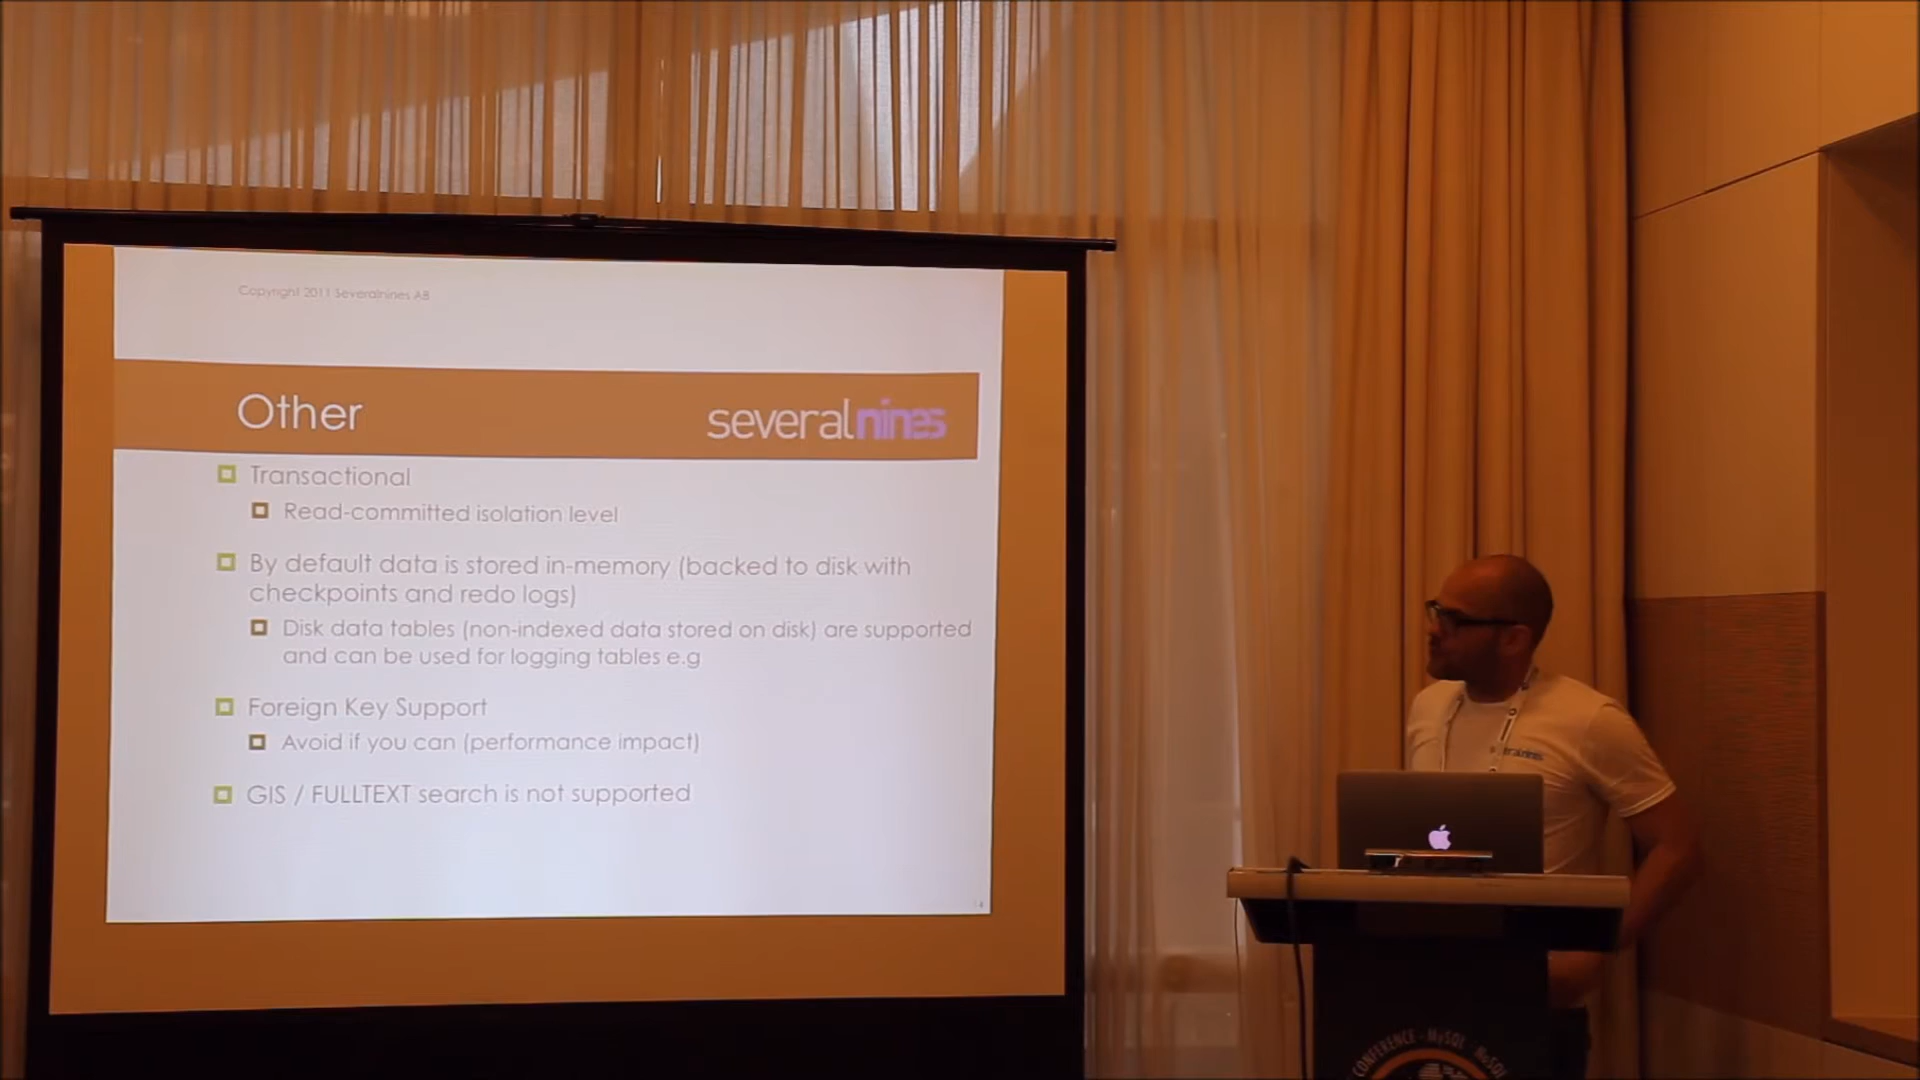 Copyright 2011 Severalnines AB
Other
severalnines
Transactional
Read-committed isolation level
By default data is stored in-memory (backed to disk with
checkpoints and redo logs)
Disk data tables (non-indexed data stored on disk) are supported
and can be used for logging tables e.g
Foreign Key Support
Avoid if you can (performance impact)
GIS / FULLTEXT search is not supported
CONFERENCE - MySQL - NoSQL